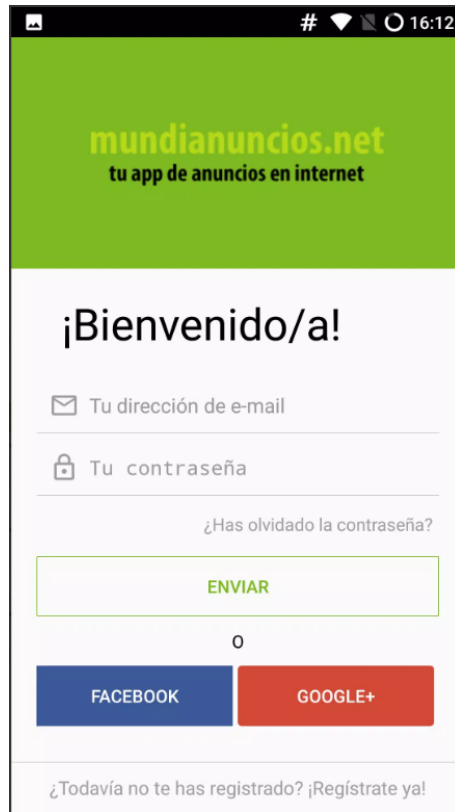 # 16:12
mundianuncios.net
tu app de anuncios en internet
¡Bienvenido/a!
Tu dirección de e-mail
Tu contraseña
¿Has olvidado la contraseña?
ENVIAR
O
FACEBOOK GOOGLE+
¿Todavía no te has registrado? ¡Regístrate ya!